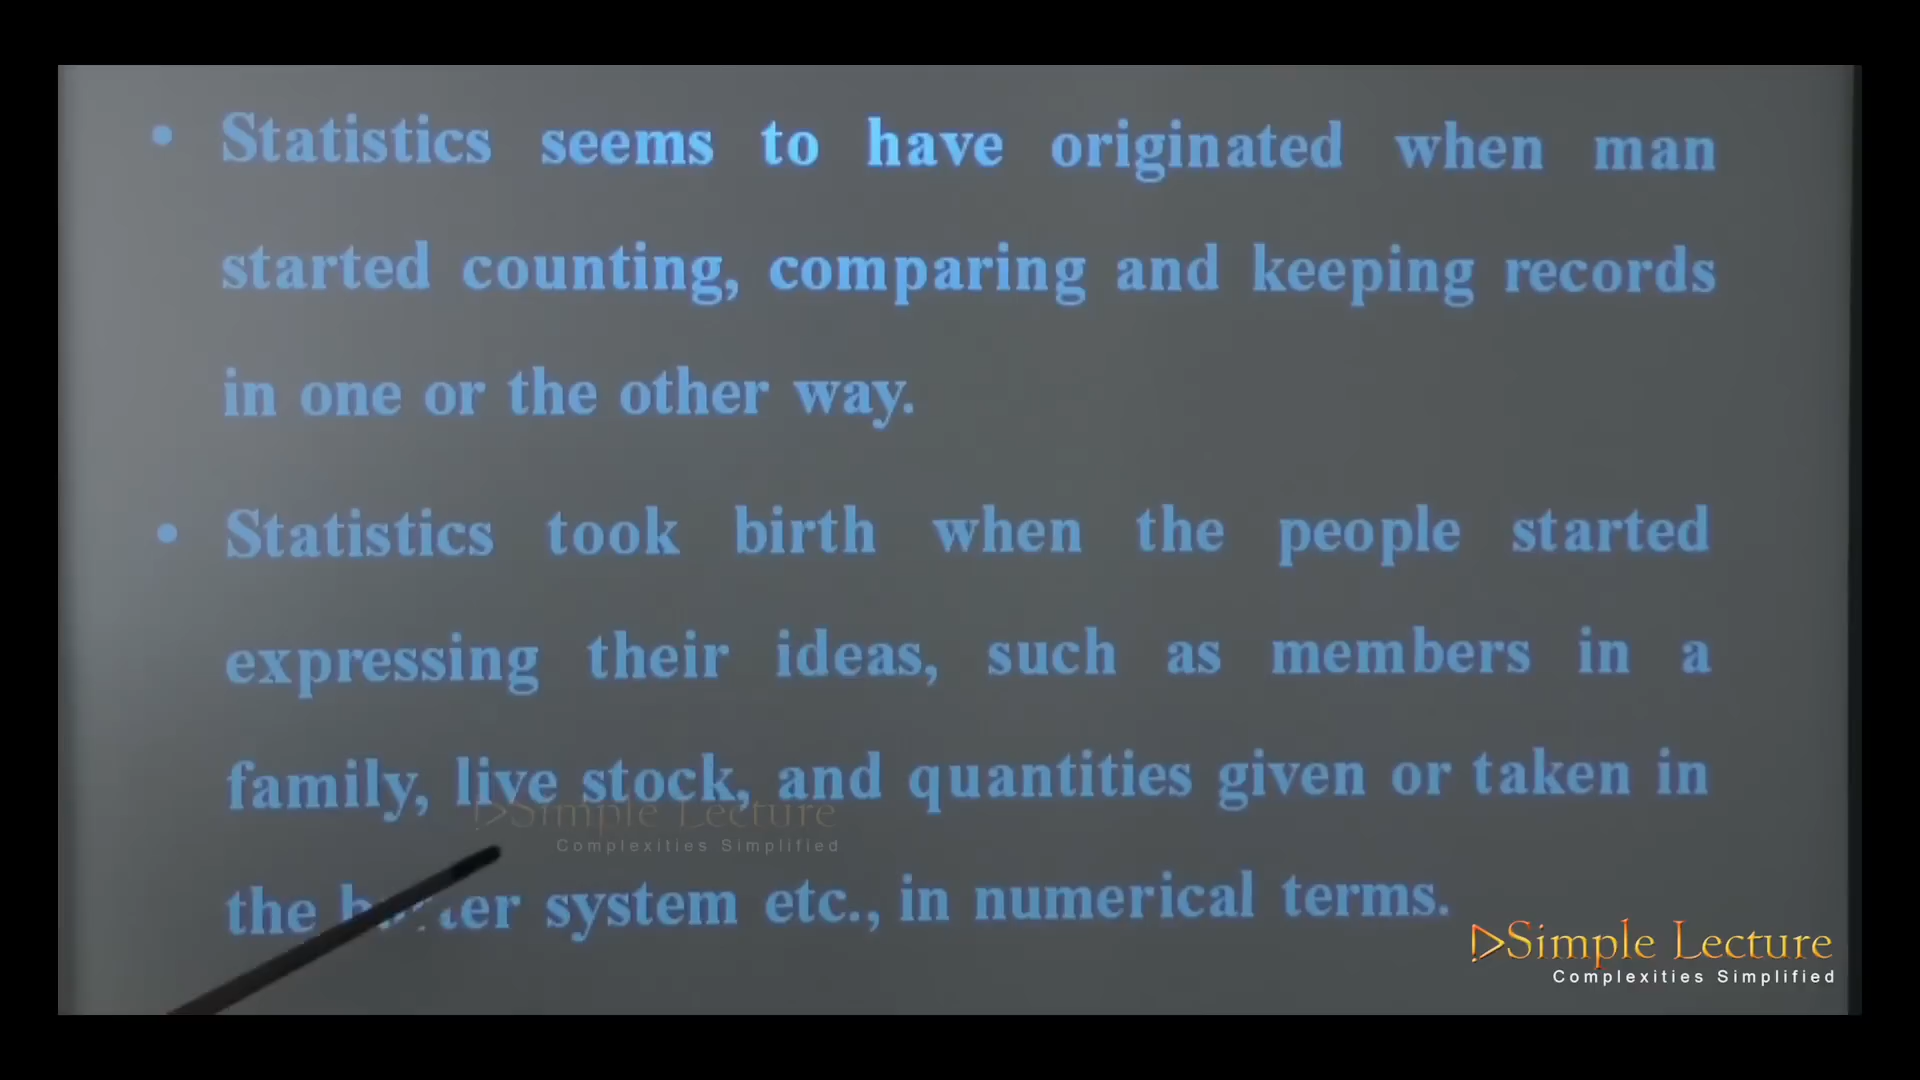 • Statistics seems to have originated when man
started counting, comparing and keeping records
in one or the other way.
• Statistics took birth when the people started
expressing their ideas, such as members in a
family, live stock, and quantities given or taken in
the system etc., in numerical terms.
Simple Lecture
Complexities Simplified
Simple Lecture
Complexities Simplified